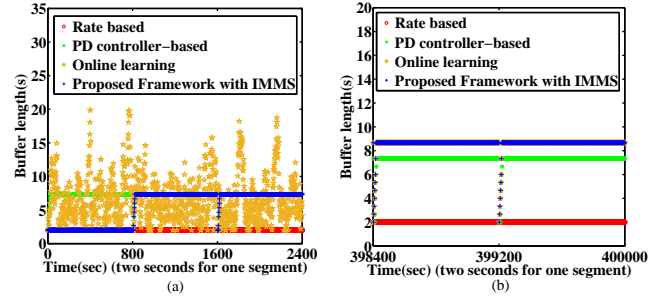 35
30
25
20
15
10
5
0
Buffer length(s)
Rate based
PD controller−based
Online learning
Proposed Framework with IMMS
0 800 1600 2400
Time(sec) (two seconds for one segment)
(a)
20
18
16
14
12
10
8
6
4
2
0
Buffer length(s)
Rate based
PD controller−based
Online learning
Proposed Framework with IMMS
398400 399200 400000
Time(sec) (two seconds for one segment)
(b)